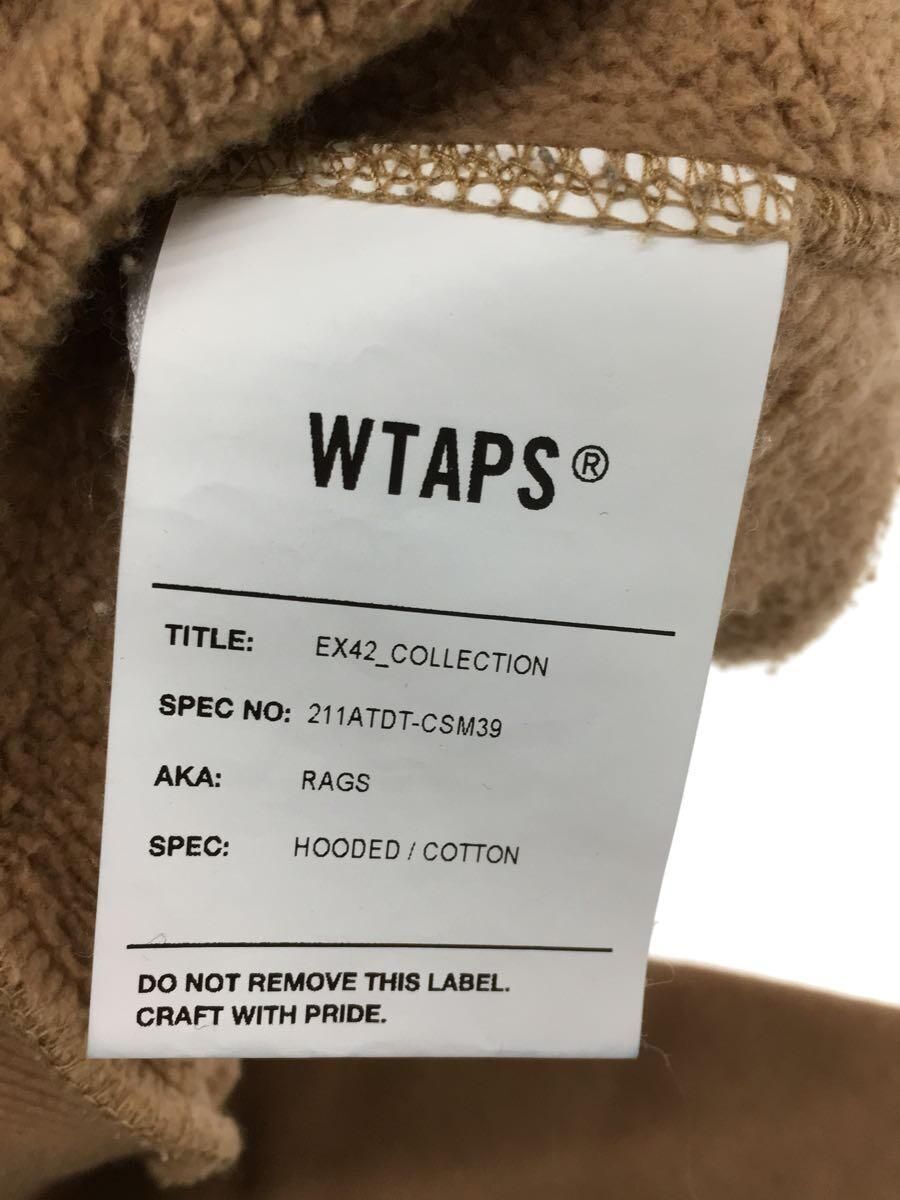 WTAPS®
TITLE: EX42_COLLECTION
SPEC NO: 211ATDT-CSM39
AKA: RAGS
SPEC: HOODED / COTTON
DO NOT REMOVE THIS LABEL.
CRAFT WITH PRIDE.